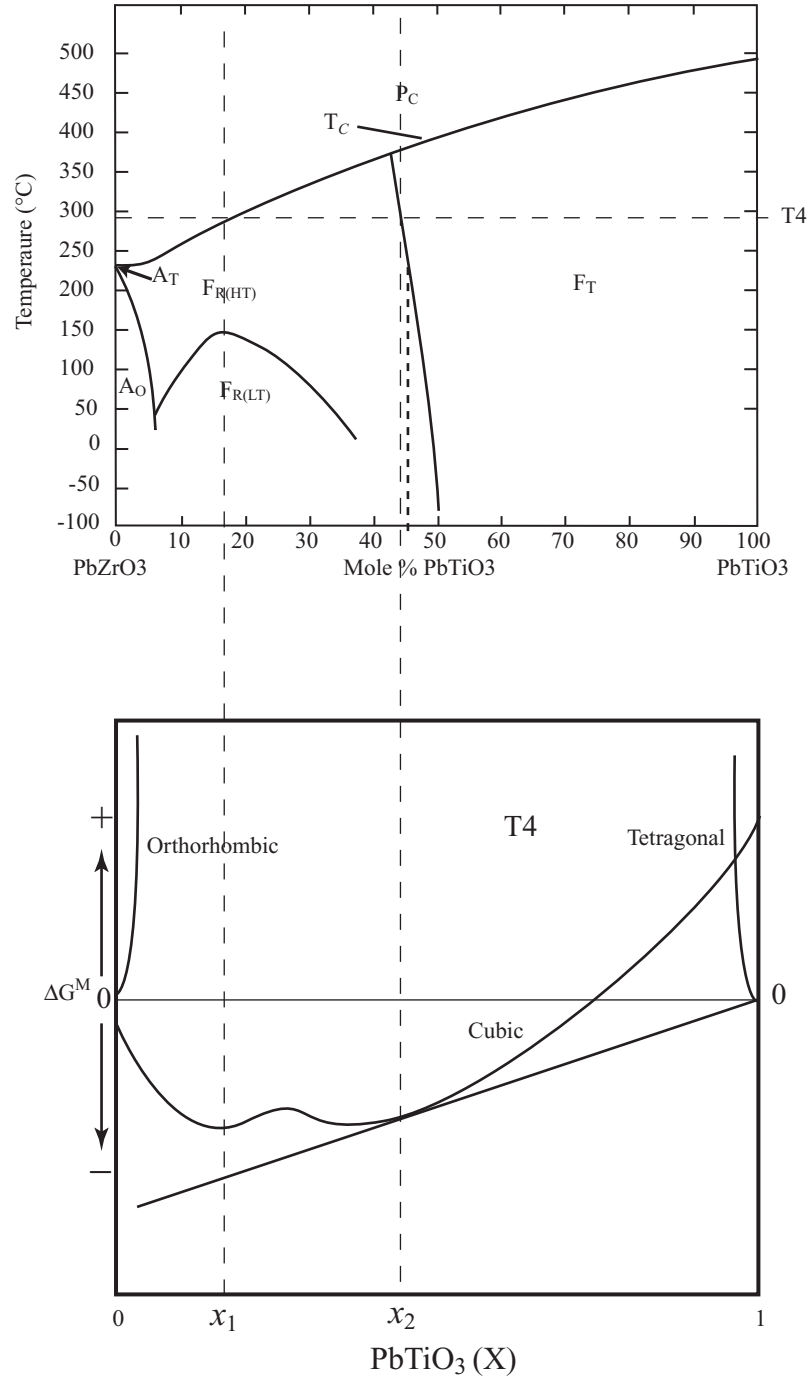 500
450
400
350
300
250
200
150
100
50
0
-50
-100
Temperaure (°C)
P_C
T_C
T4
A_T
F_R(HT)
F_T
A_O
F_R(LT)
0 10 20 30 40 50 60 70 80 90 100
PbZrO3 Mole % PbTiO3 PbTiO3
+
T4
Orthorhombic
Tetragonal
ΔG^M 0
0
Cubic
−
0 x_1 x_2 1
PbTiO_3 (X)